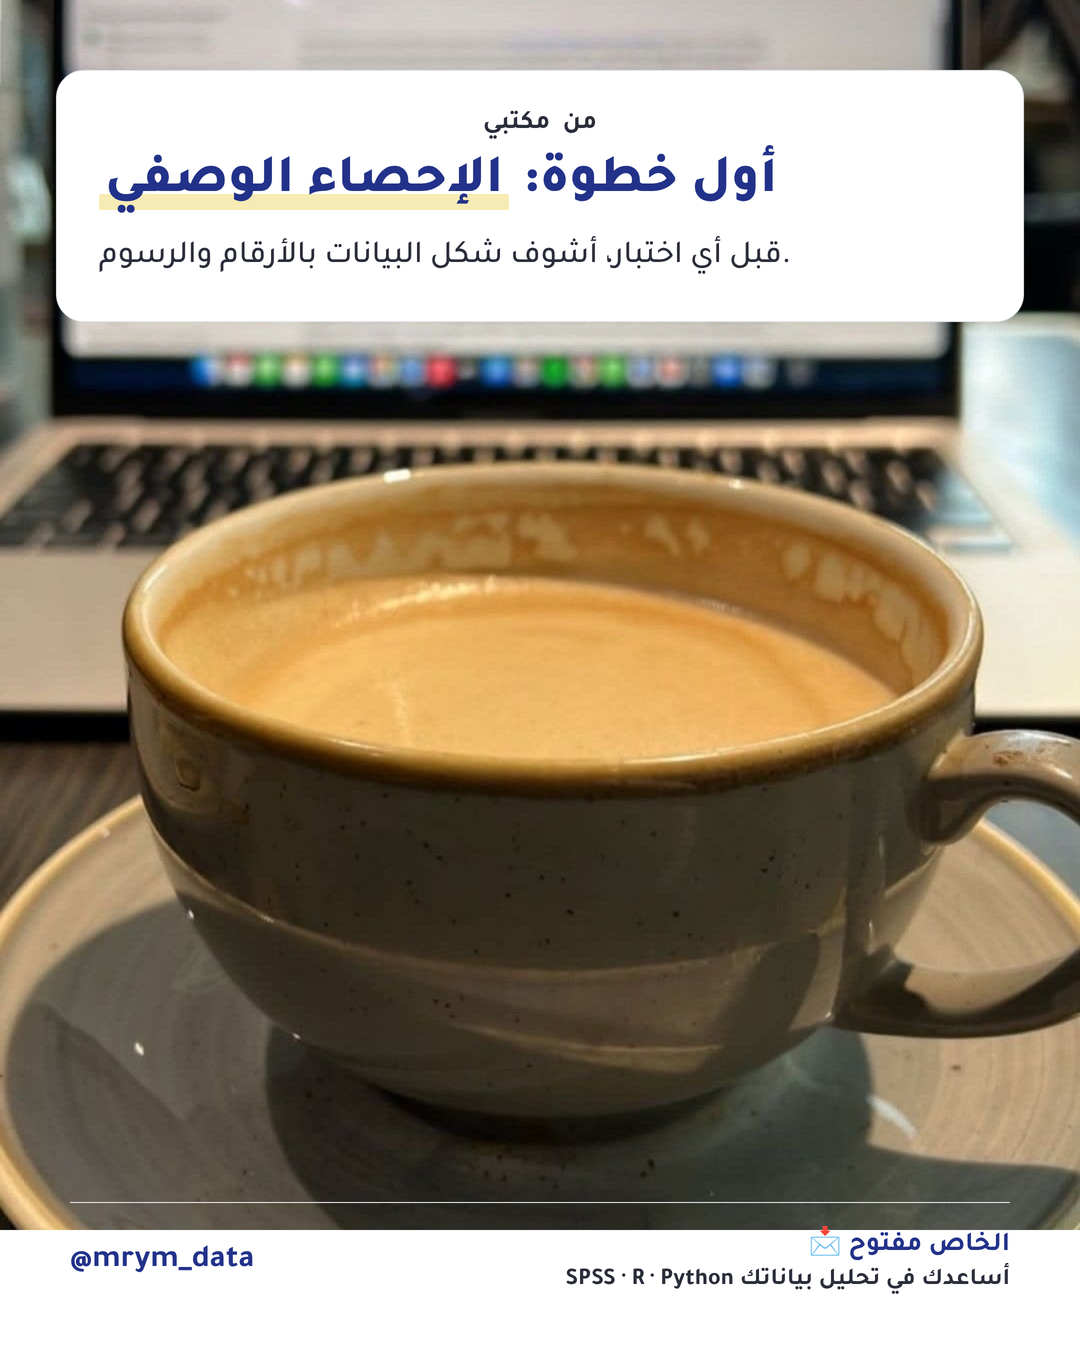 من مكتبي
أول خطوة: الإحصاء الوصفي
قبل أي اختبار، أشوف شكل البيانات بالأرقام والرسوم.
الخاص مفتوح 📩
أساعدك في تحليل بياناتك SPSS · R · Python
@mrym_data